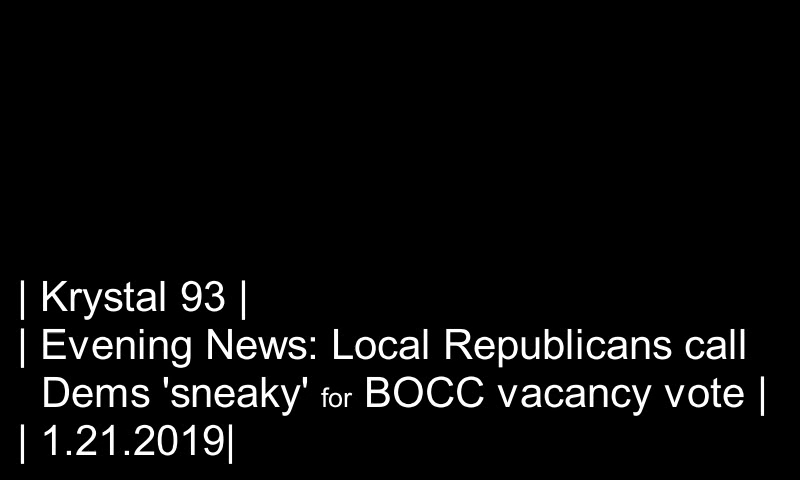 | Krystal 93 |
| Evening News: Local Republicans call
Dems 'sneaky' for BOCC vacancy vote |
| 1.21.2019|